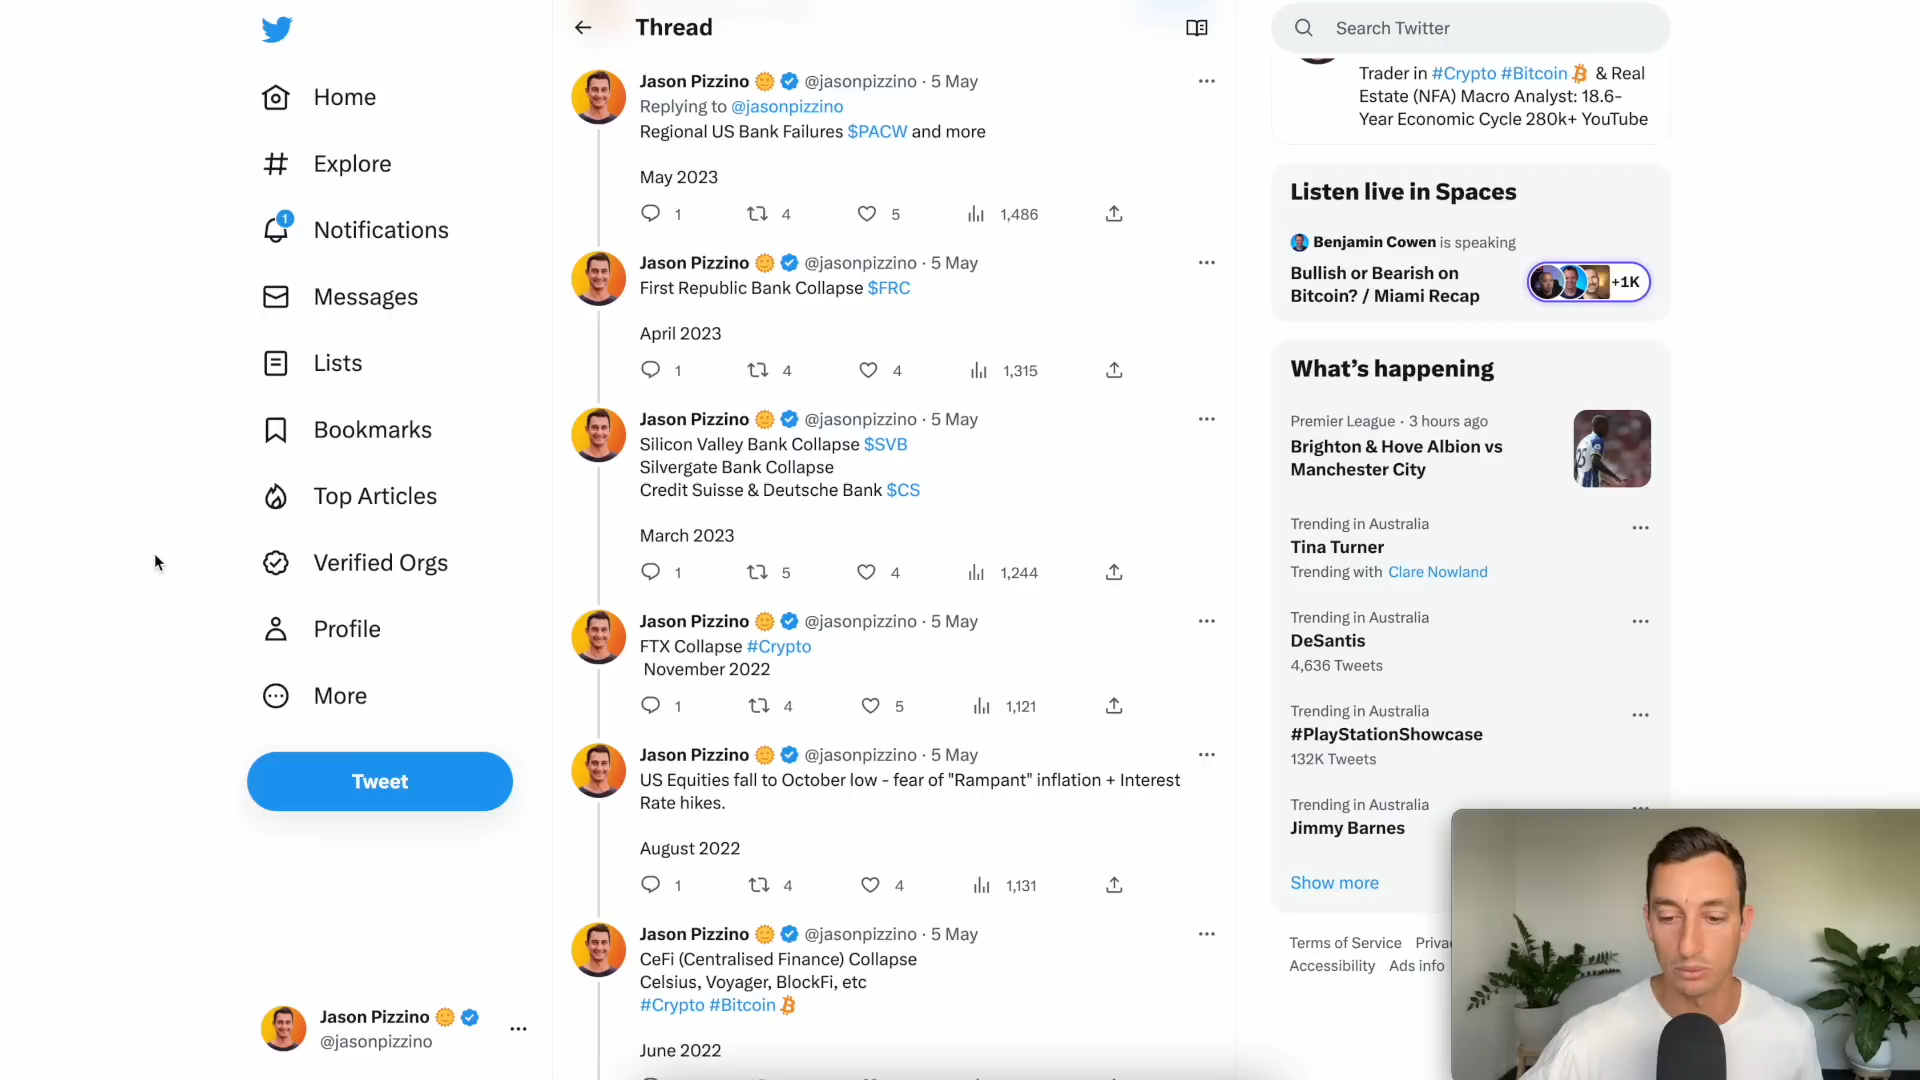 Home
Explore
1
Notifications
Messages
Lists
Bookmarks
Top Articles
Verified Orgs
Profile
More
Tweet
Jason Pizzino
@jasonpizzino
Thread
Jason Pizzino @jasonpizzino · 5 May
Replying to @jasonpizzino
Regional US Bank Failures $PACW and more
May 2023
1 4 5 1,486
Jason Pizzino @jasonpizzino · 5 May
First Republic Bank Collapse $FRC
April 2023
1 4 4 1,315
Jason Pizzino @jasonpizzino · 5 May
Silicon Valley Bank Collapse $SVB
Silvergate Bank Collapse
Credit Suisse & Deutsche Bank $CS
March 2023
1 5 4 1,244
Jason Pizzino @jasonpizzino · 5 May
FTX Collapse #Crypto
November 2022
1 4 5 1,121
Jason Pizzino @jasonpizzino · 5 May
US Equities fall to October low - fear of "Rampant" inflation + Interest
Rate hikes.
August 2022
1 4 4 1,131
Jason Pizzino @jasonpizzino · 5 May
CeFi (Centralised Finance) Collapse
Celsius, Voyager, BlockFi, etc
#Crypto #Bitcoin
June 2022
Search Twitter
Trader in #Crypto #Bitcoin & Real
Estate (NFA) Macro Analyst: 18.6-
Year Economic Cycle 280k+ YouTube
Listen live in Spaces
Benjamin Cowen is speaking
Bullish or Bearish on
Bitcoin? / Miami Recap
+1K
What's happening
Premier League · 3 hours ago
Brighton & Hove Albion vs
Manchester City
Trending in Australia
Tina Turner
Trending with Clare Nowland
Trending in Australia
DeSantis
4,636 Tweets
Trending in Australia
#PlayStationShowcase
132K Tweets
Trending in Australia
Jimmy Barnes
Show more
Terms of Service
Accessibility Ads info